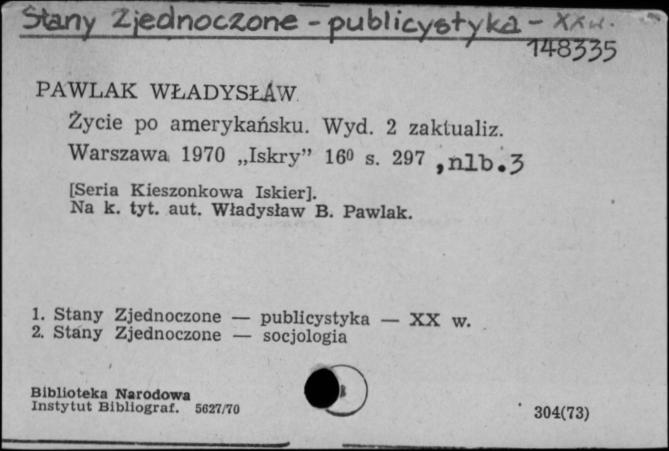 Stany Zjednoczone - publicystyka - XX w.
148335
PAWLAK WŁADYSŁAW
Życie po amerykańsku. Wyd. 2 zaktualiz.
Warszawa 1970 „Iskry” 16⁰ s. 297 , nlb. 3
[Seria Kieszonkowa Iskier].
Na k. tyt. aut. Władysław B. Pawlak.
1. Stany Zjednoczone — publicystyka — XX w.
2. Stany Zjednoczone — socjologia
Biblioteka Narodowa
Instytut Bibliograf. 5627/70
304(73)